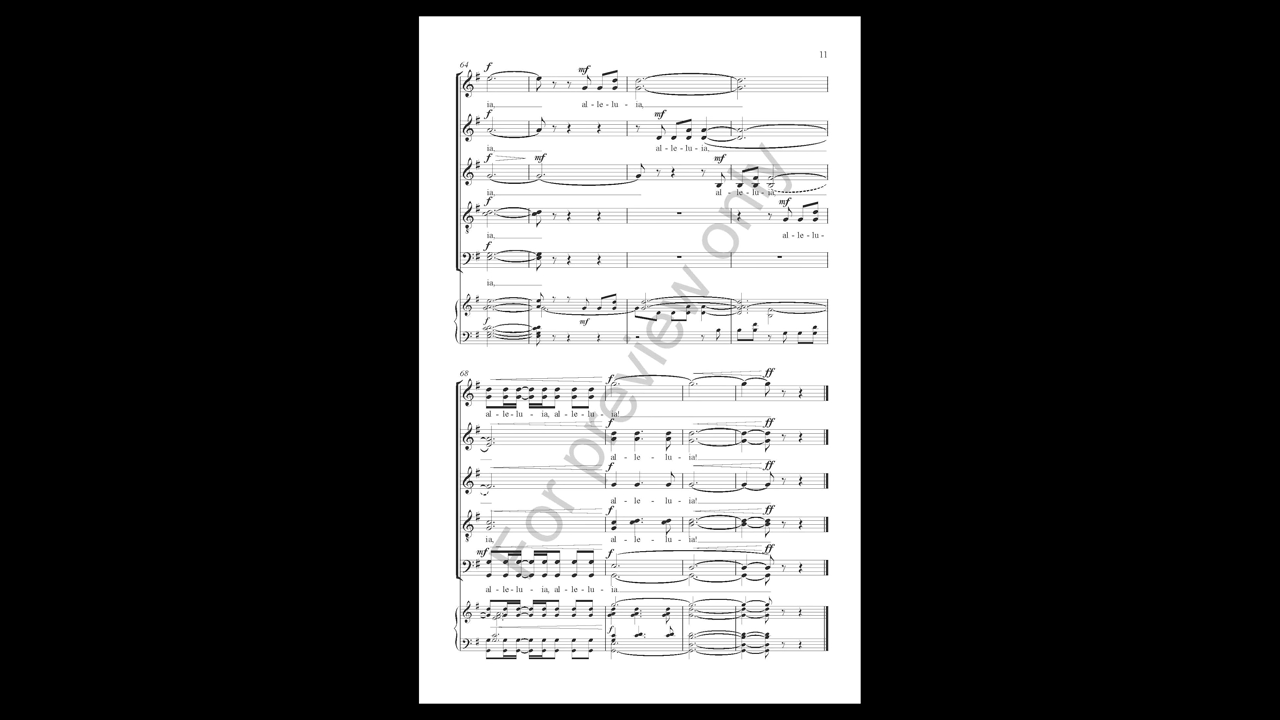 11
64
f
mf
ia, al - le - lu - ia,
f
mf
ia, al - le - lu - ia,
f mf
mf
ia, al - le - lu - ia,
f
mf
ia, al - le - lu -
f
ia,
f
mf
68
f
ff
al - le - lu - ia, al - le - lu - ia!
f
ff
al - le - lu - ia!
f
ff
al - le - lu - ia!
f
ff
ia, al - le - lu - ia!
mf
f
ff
al - le - lu - ia, al - le - lu - ia
f
For preview only